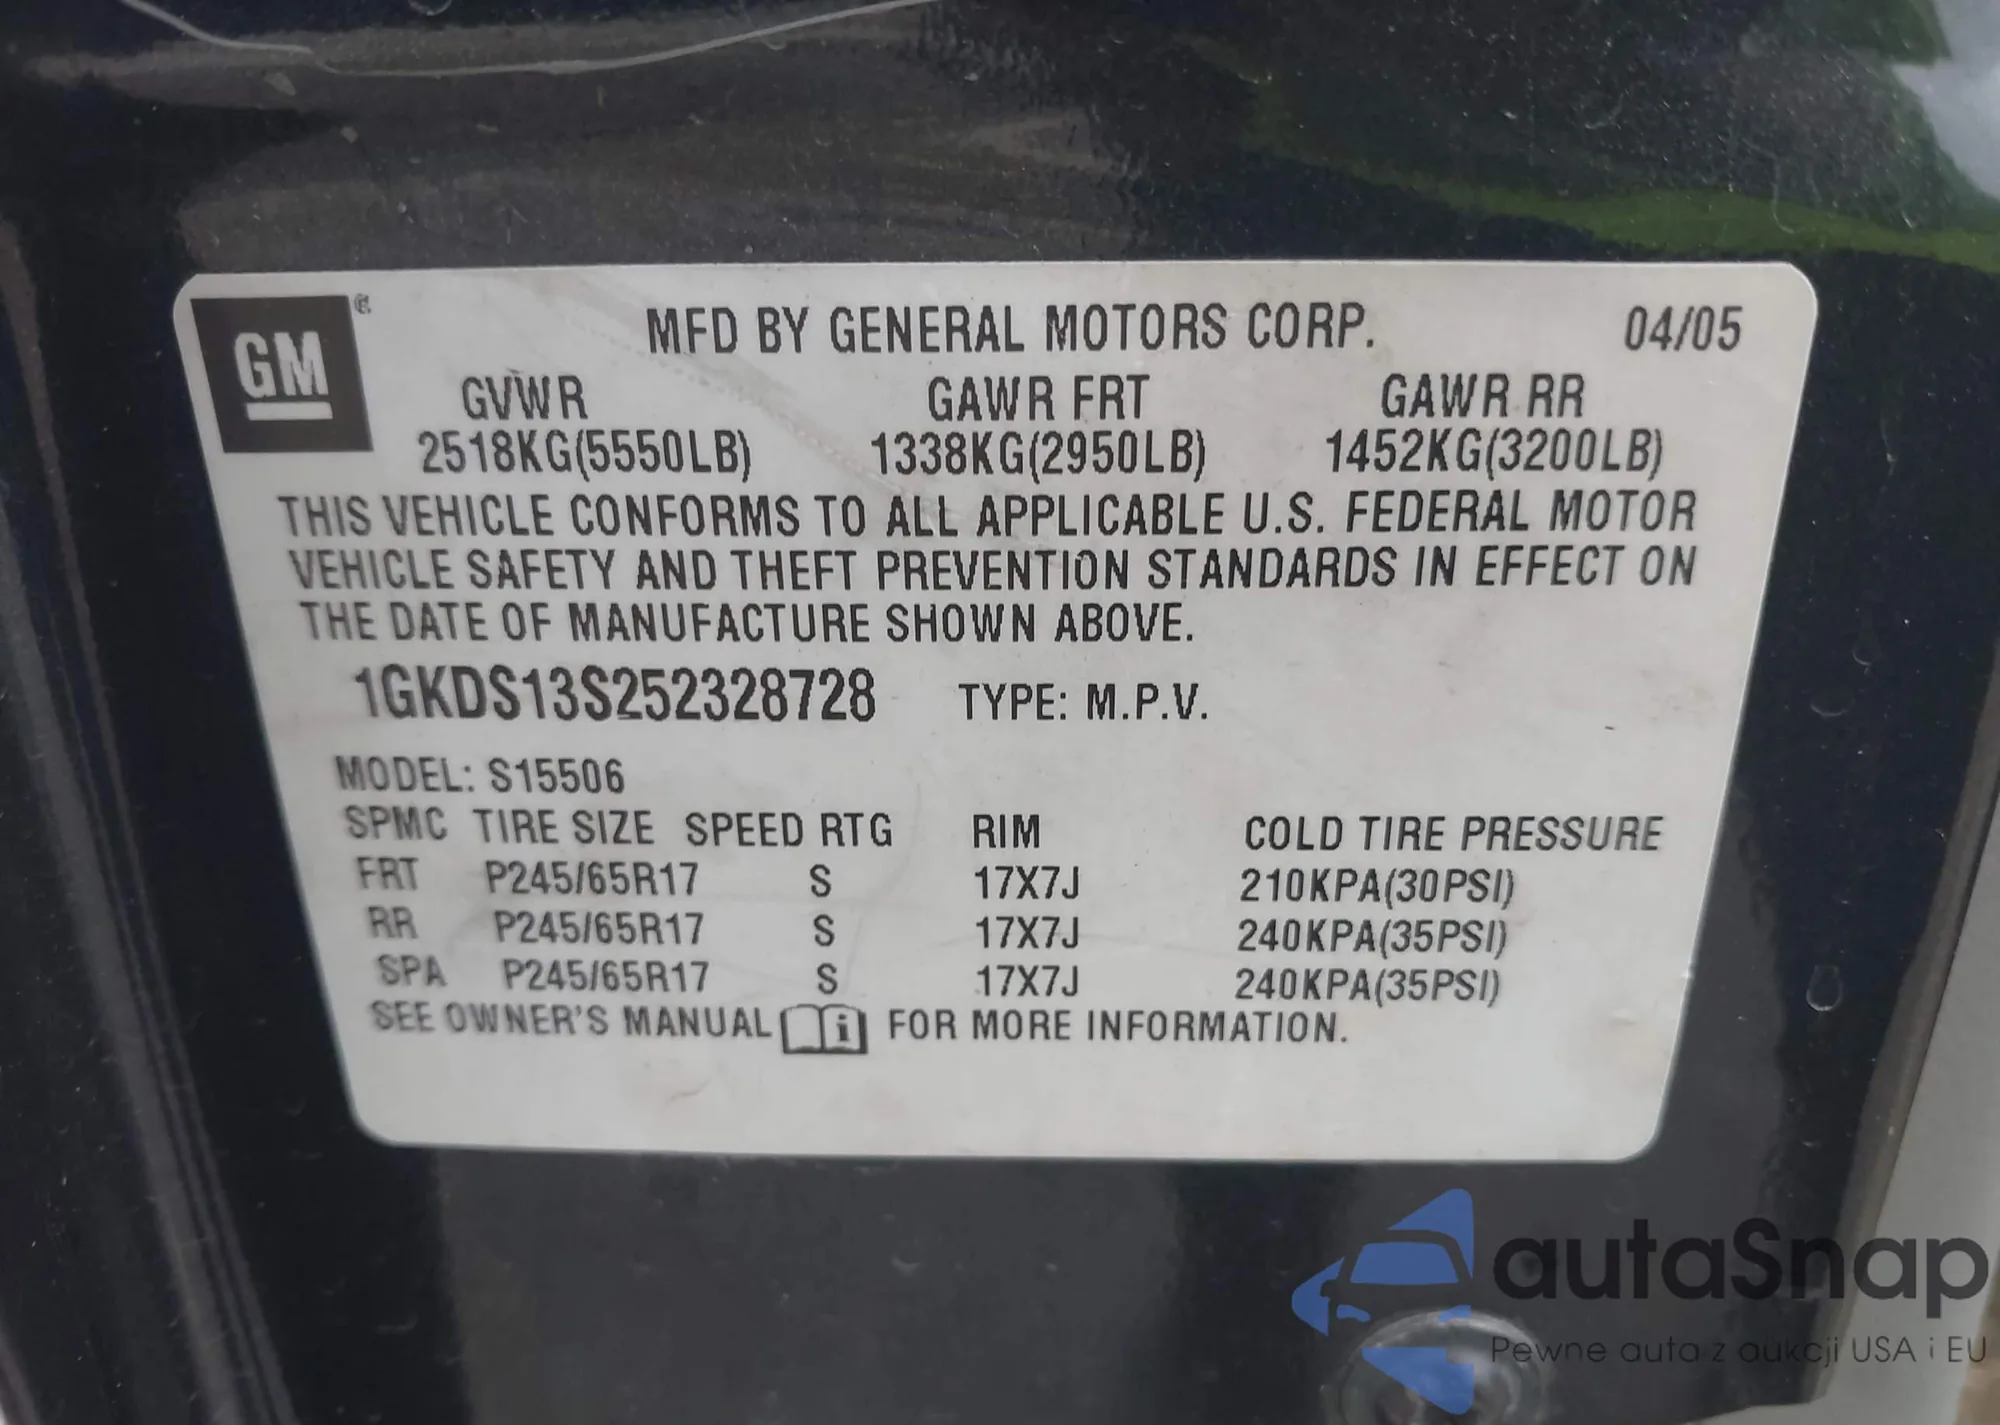 GM
MFD BY GENERAL MOTORS CORP. 04/05
GVWR GAWR FRT GAWR RR
2518KG(5550LB) 1338KG(2950LB) 1452KG(3200LB)
THIS VEHICLE CONFORMS TO ALL APPLICABLE U.S. FEDERAL MOTOR
VEHICLE SAFETY AND THEFT PREVENTION STANDARDS IN EFFECT ON
THE DATE OF MANUFACTURE SHOWN ABOVE.
1GKDS13S252328728 TYPE: M.P.V.
MODEL: S15506
SPMC TIRE SIZE SPEED RTG RIM COLD TIRE PRESSURE
FRT P245/65R17 S 17X7J 210KPA(30PSI)
RR P245/65R17 S 17X7J 240KPA(35PSI)
SPA P245/65R17 S 17X7J 240KPA(35PSI)
SEE OWNER'S MANUAL i FOR MORE INFORMATION.
autaSnap
Pewne auta z aukcji USA i EU